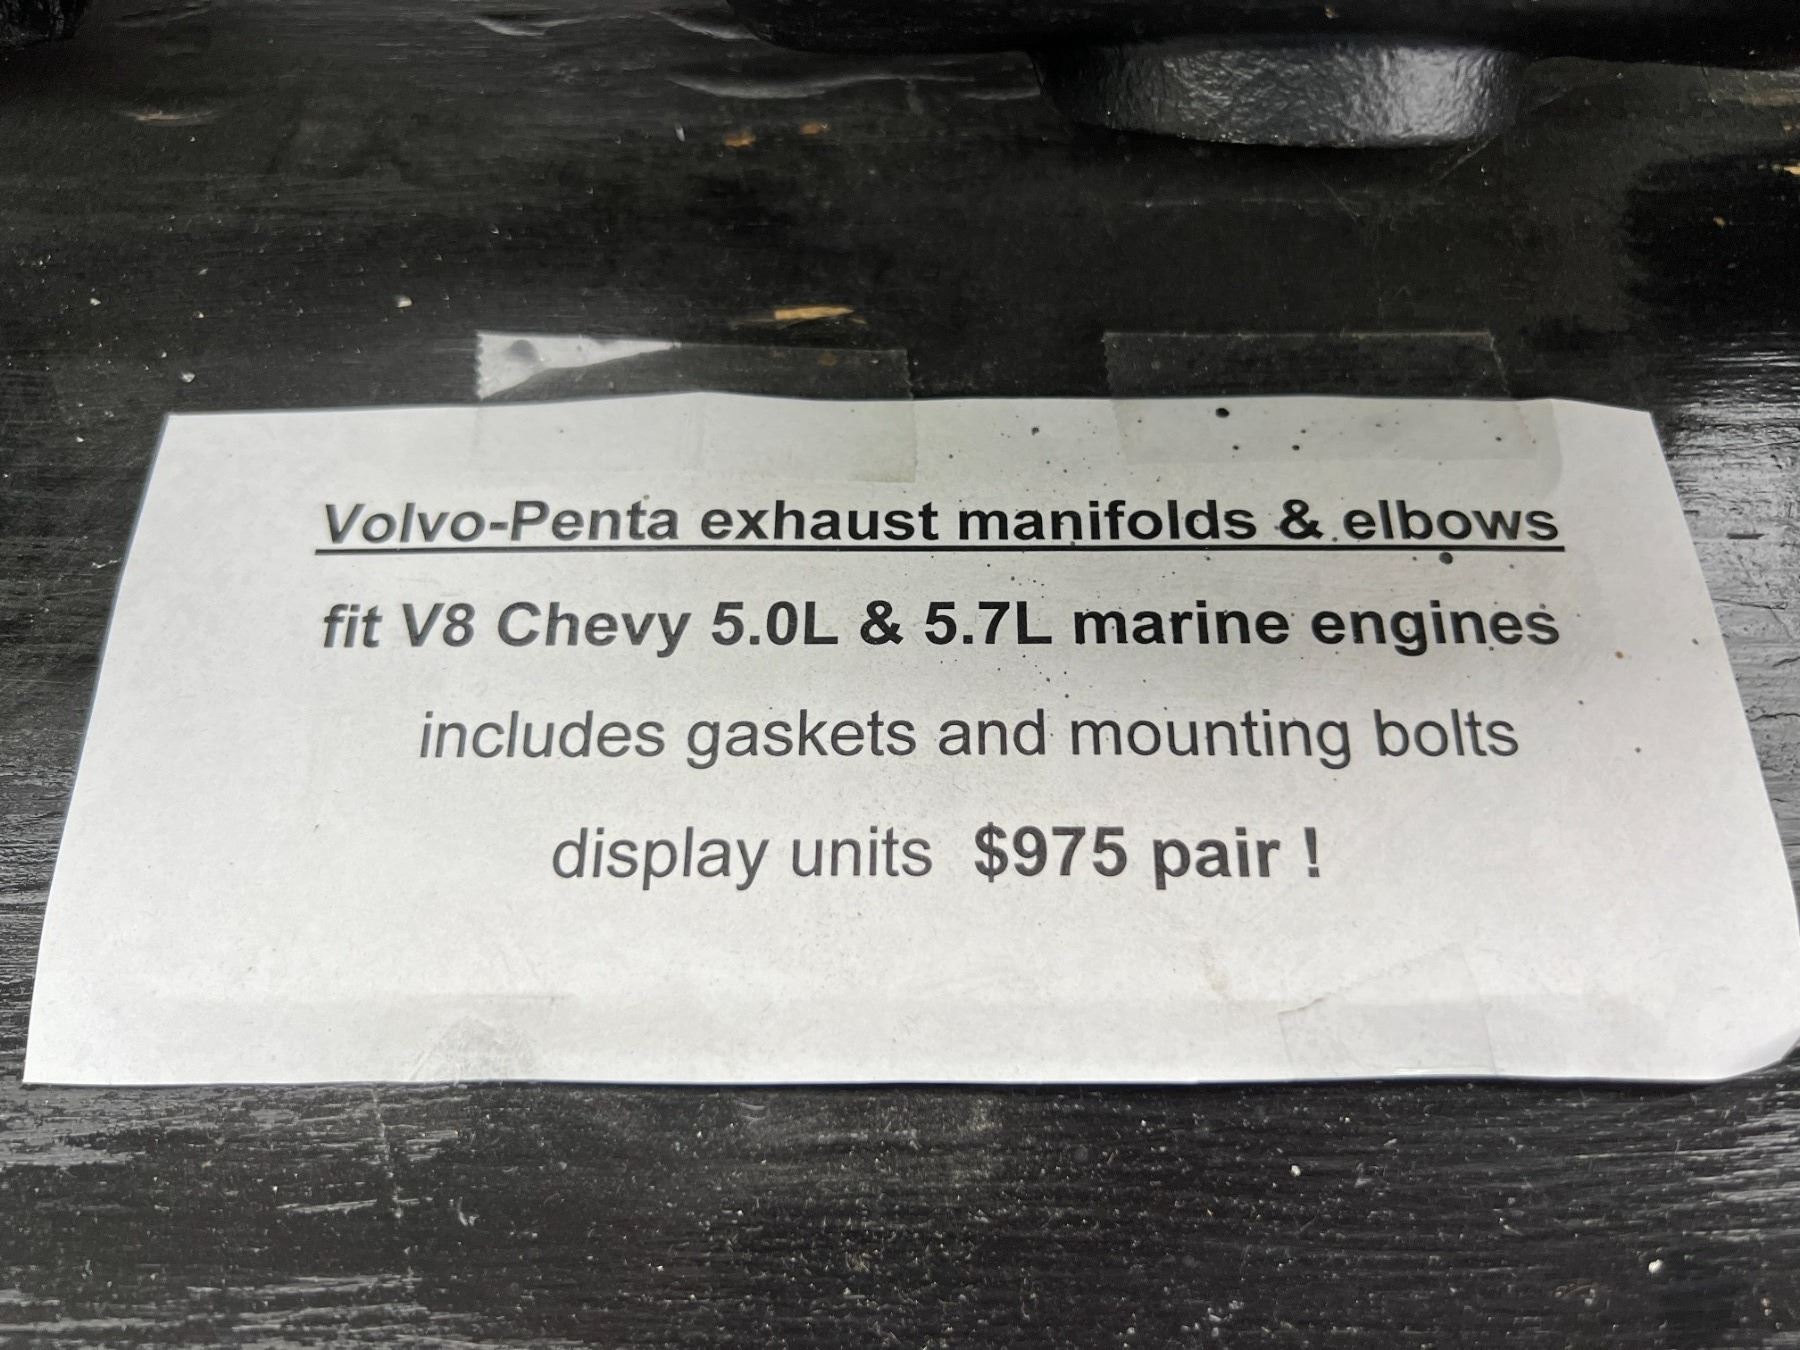 Volvo-Penta exhaust manifolds & elbows
fit V8 Chevy 5.0L & 5.7L marine engines
includes gaskets and mounting bolts
display units $975 pair !